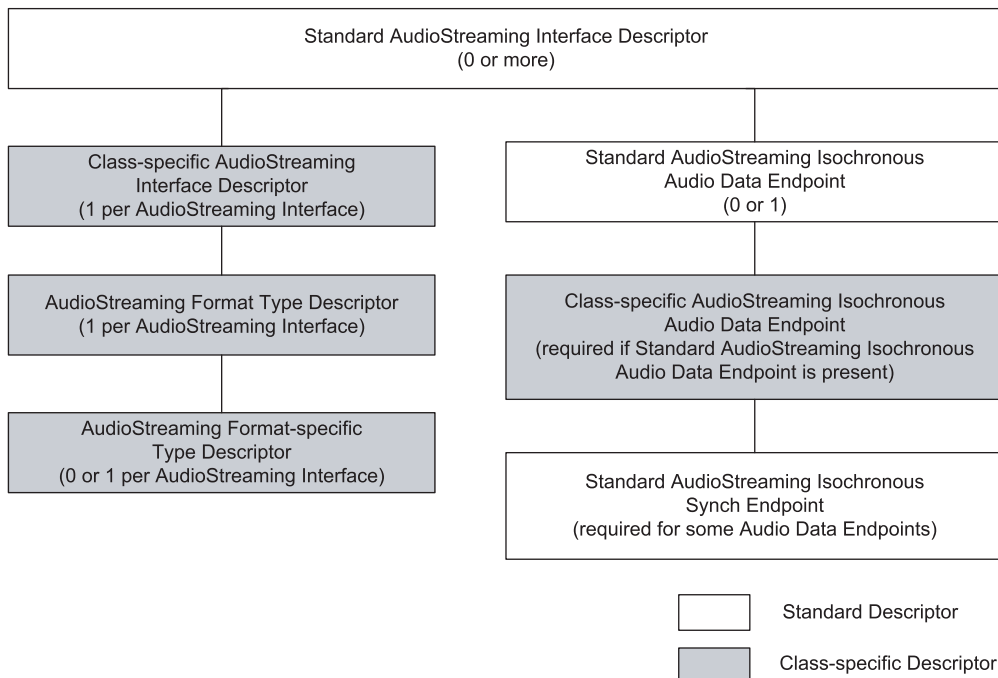 Standard AudioStreaming Interface Descriptor
(0 or more)
Class-specific AudioStreaming
Interface Descriptor
(1 per AudioStreaming Interface)
AudioStreaming Format Type Descriptor
(1 per AudioStreaming Interface)
AudioStreaming Format-specific
Type Descriptor
(0 or 1 per AudioStreaming Interface)
Standard AudioStreaming Isochronous
Audio Data Endpoint
(0 or 1)
Class-specific AudioStreaming Isochronous
Audio Data Endpoint
(required if Standard AudioStreaming Isochronous
Audio Data Endpoint is present)
Standard AudioStreaming Isochronous
Synch Endpoint
(required for some Audio Data Endpoints)
Standard Descriptor
Class-specific Descriptor